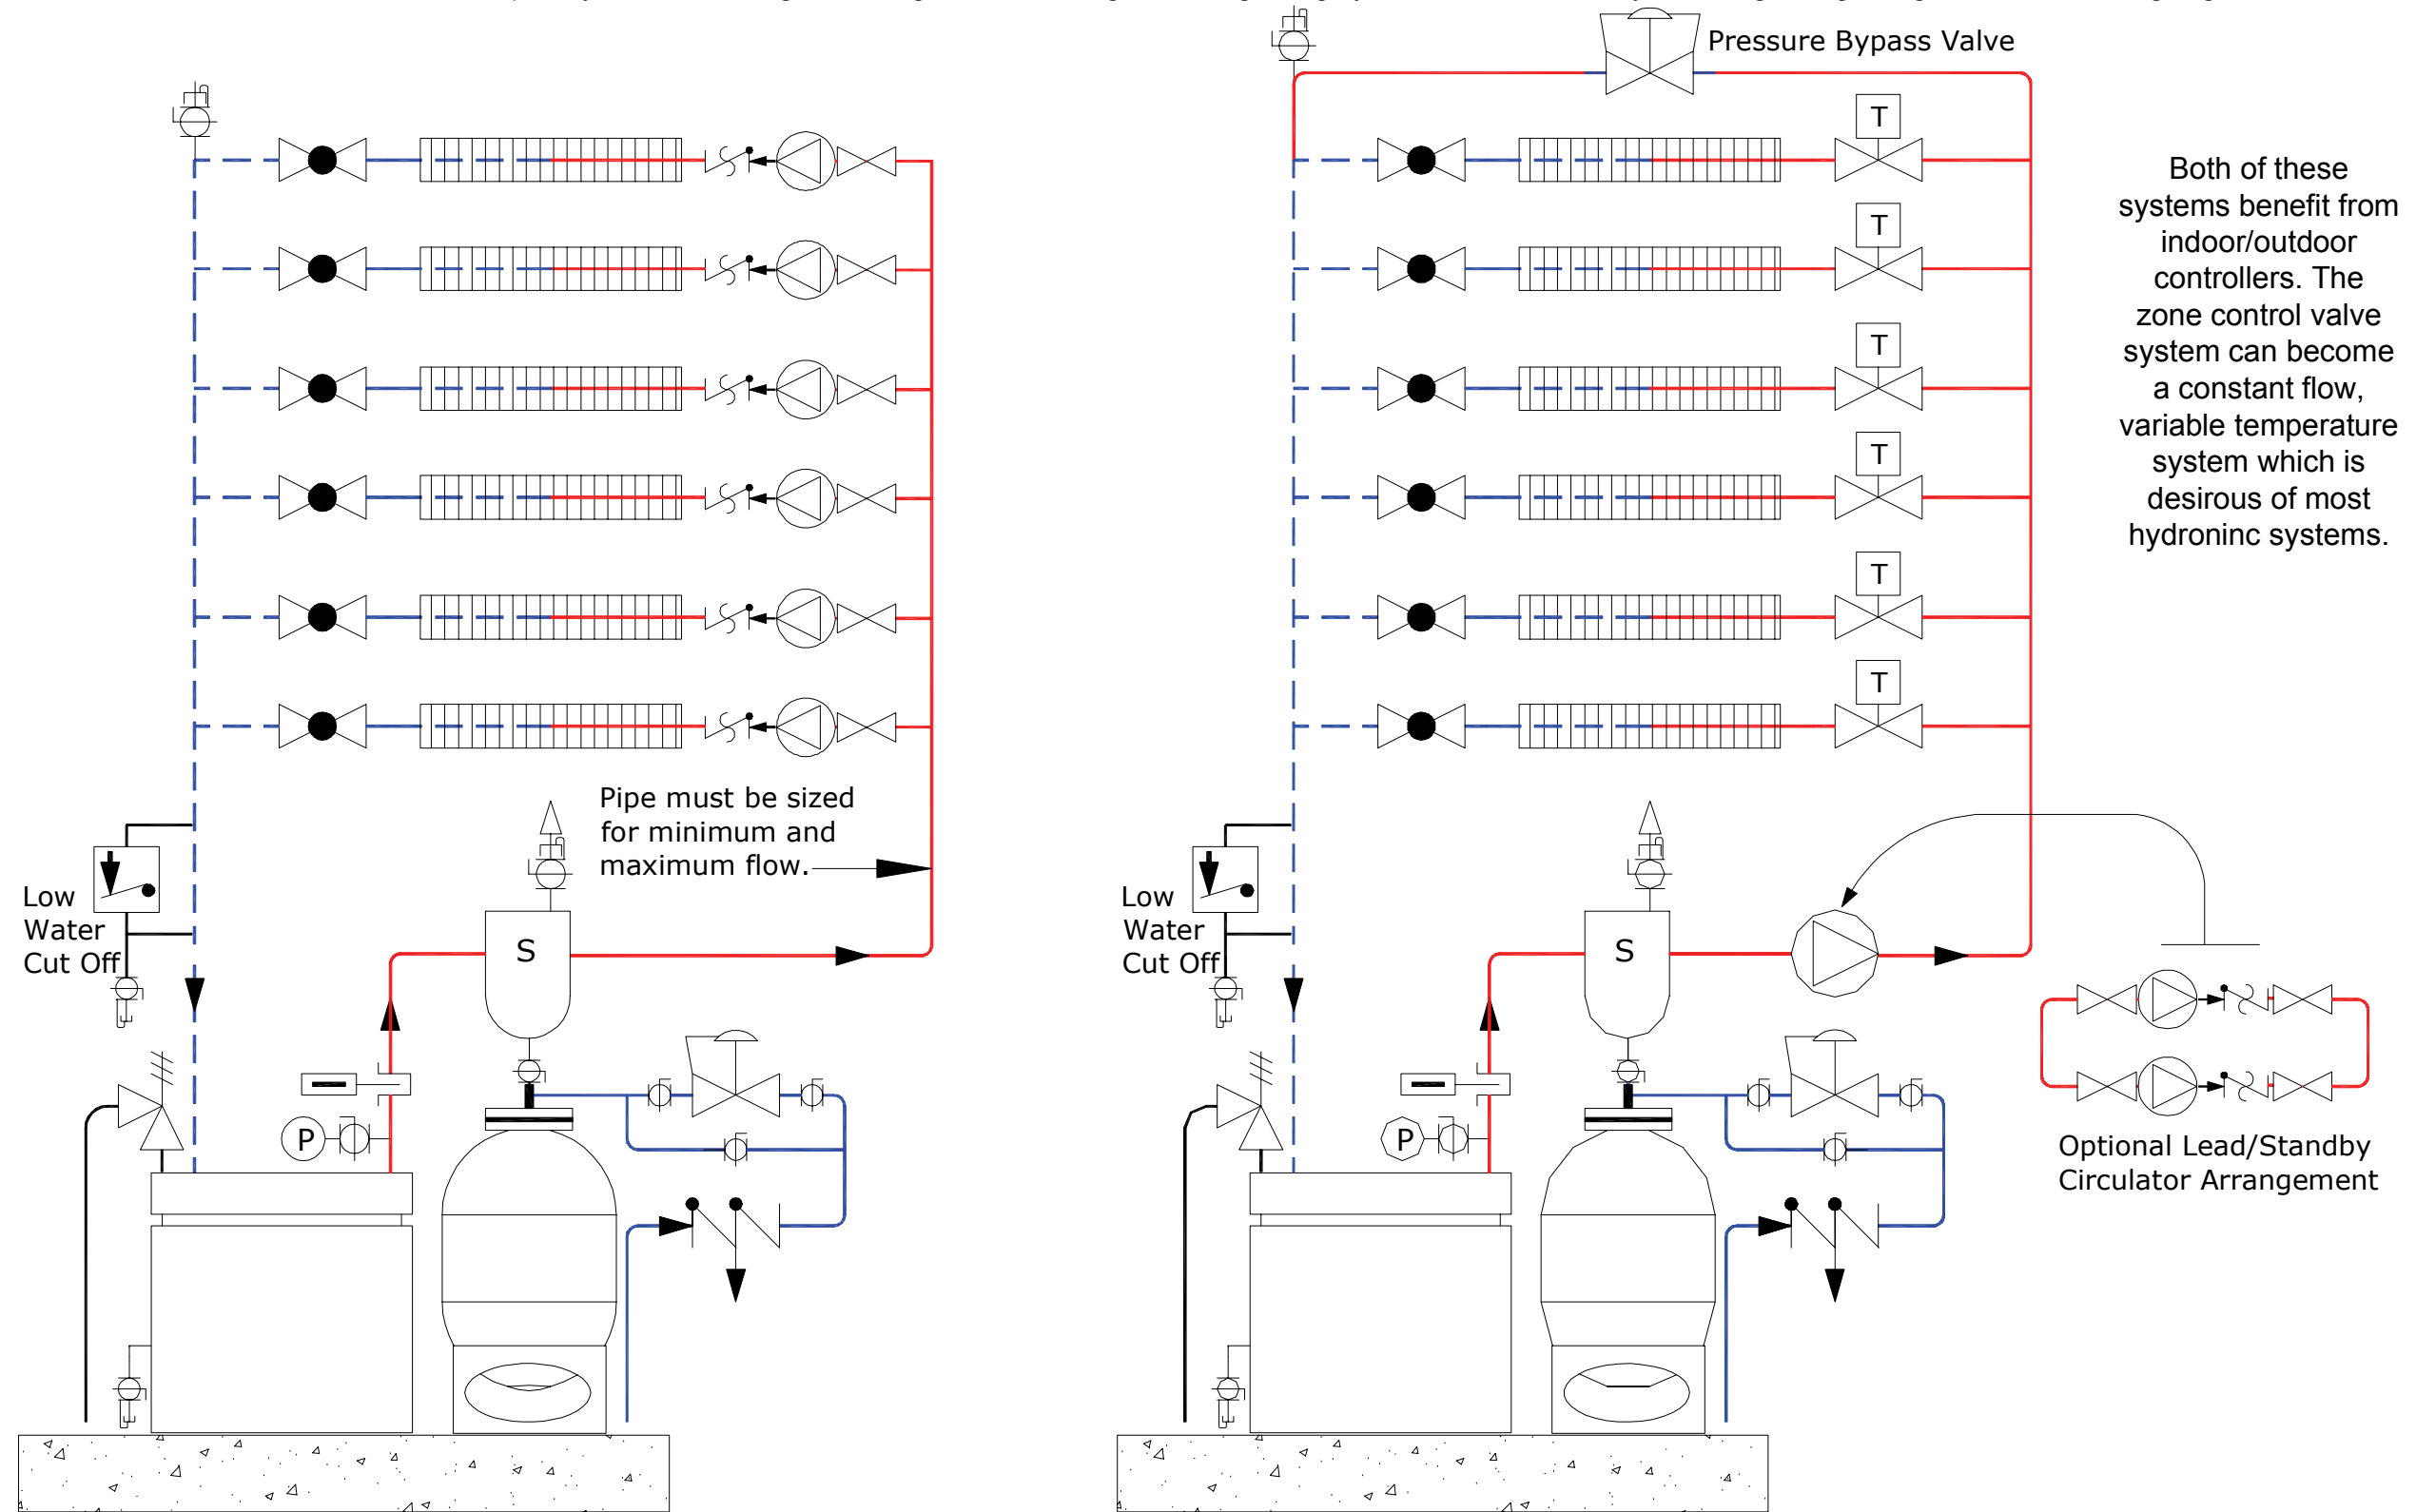 Pressure Bypass Valve
T
T
T
T
T
T
Both of these
systems benefit from
indoor/outdoor
controllers. The
zone control valve
system can become
a constant flow,
variable temperature
system which is
desirous of most
hydroninc systems.
Pipe must be sized
for minimum and
maximum flow.
Low
Water
Cut Off
S
P
Low
Water
Cut Off
S
P
Optional Lead/Standby
Circulator Arrangement